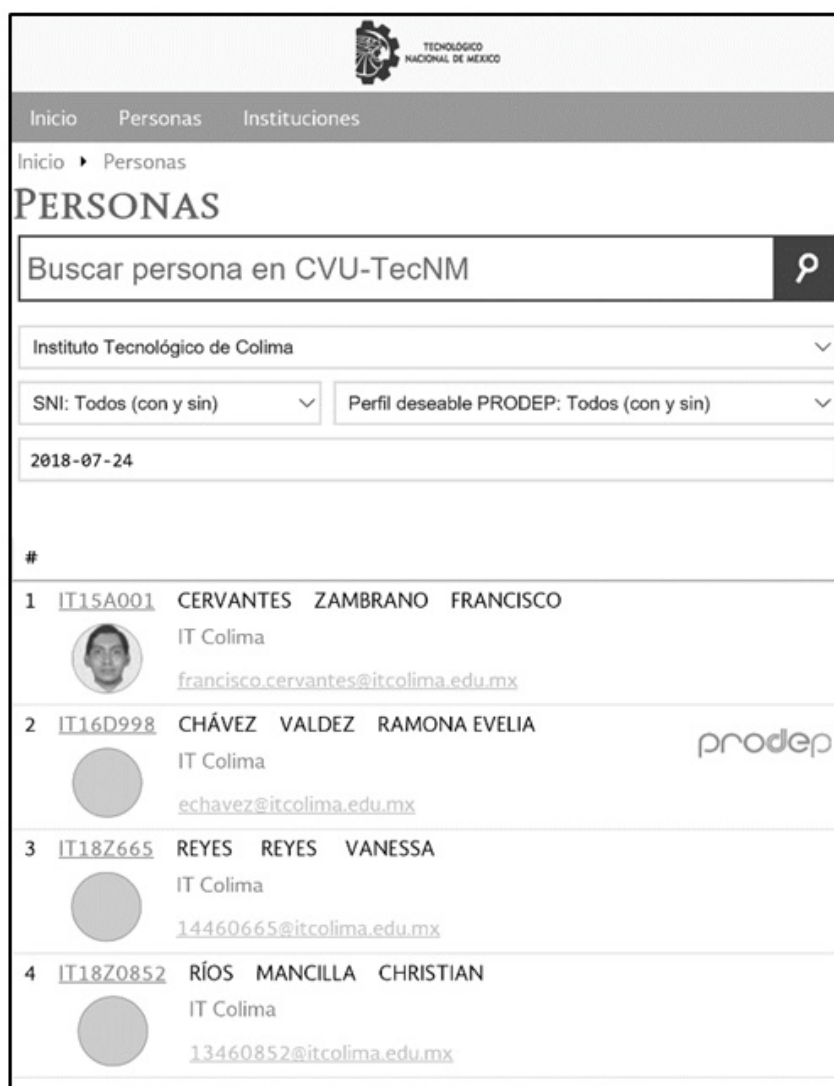 TECNOLÓGICO
NACIONAL DE MÉXICO
Inicio Personas Instituciones
Inicio Personas
PERSONAS
Buscar persona en CVU-TecNM
Instituto Tecnológico de Colima
SNI: Todos (con y sin) Perfil deseable PRODEP: Todos (con y sin)
2018-07-24
#
1 IT15A001 CERVANTES ZAMBRANO FRANCISCO
IT Colima
francisco.cervantes@itcolima.edu.mx
2 IT16D998 CHÁVEZ VALDEZ RAMONA EVELIA
prodep
IT Colima
echavez@itcolima.edu.mx
3 IT18Z665 REYES REYES VANESSA
IT Colima
14460665@itcolima.edu.mx
4 IT18Z0852 RÍOS MANCILLA CHRISTIAN
IT Colima
13460852@itcolima.edu.mx